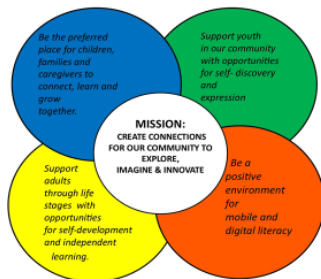 Be the preferred
place for children,
families and
caregivers to
connect, learn and
grow
together.
Support youth
in our community
with opportunities
for self- discovery
and
expression
MISSION:
CREATE CONNECTIONS
FOR OUR COMMUNITY TO
EXPLORE,
IMAGINE & INNOVATE
Support
adults
through life
stages with
opportunities
for self-development
and independent
learning.
Be a
positive
environment
for
mobile and
digital literacy